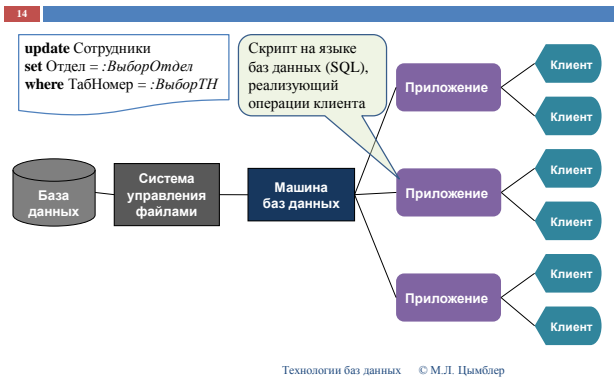 14
update Сотрудники
set Отдел = :ВыборОтдел
where ТабНомер = :ВыборТН
Скрипт на языке
баз данных (SQL),
реализующий
операции клиента
База
данных
Система
управления
файлами
Машина
баз данных
Приложение
Приложение
Приложение
Клиент
Клиент
Клиент
Клиент
Клиент
Клиент
Технологии баз данных © М.Л. Цымблер